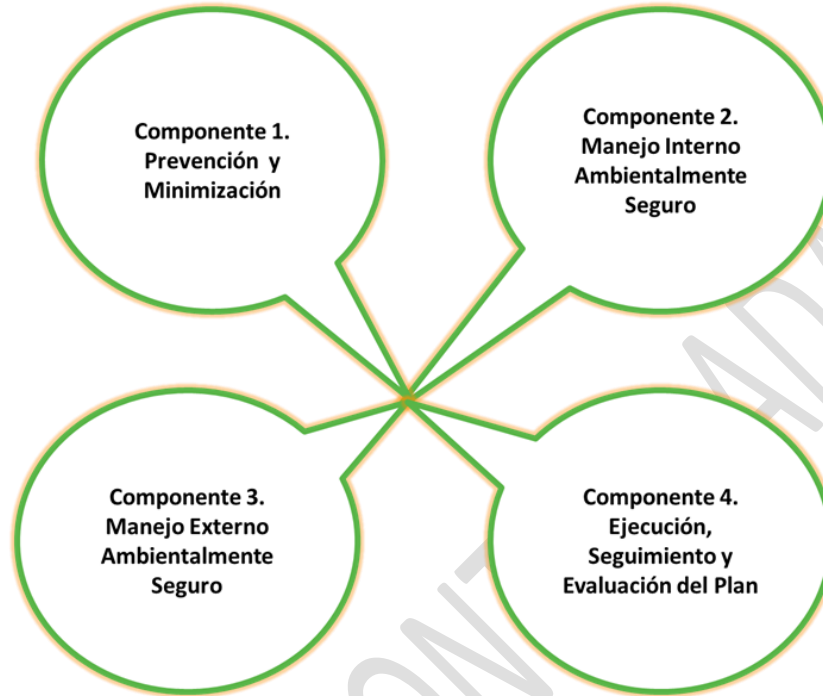 Componente 1.
Prevención y
Minimización
Componente 2.
Manejo Interno
Ambientalmente
Seguro
Componente 3.
Manejo Externo
Ambientalmente
Seguro
Componente 4.
Ejecución,
Seguimiento y
Evaluación del Plan